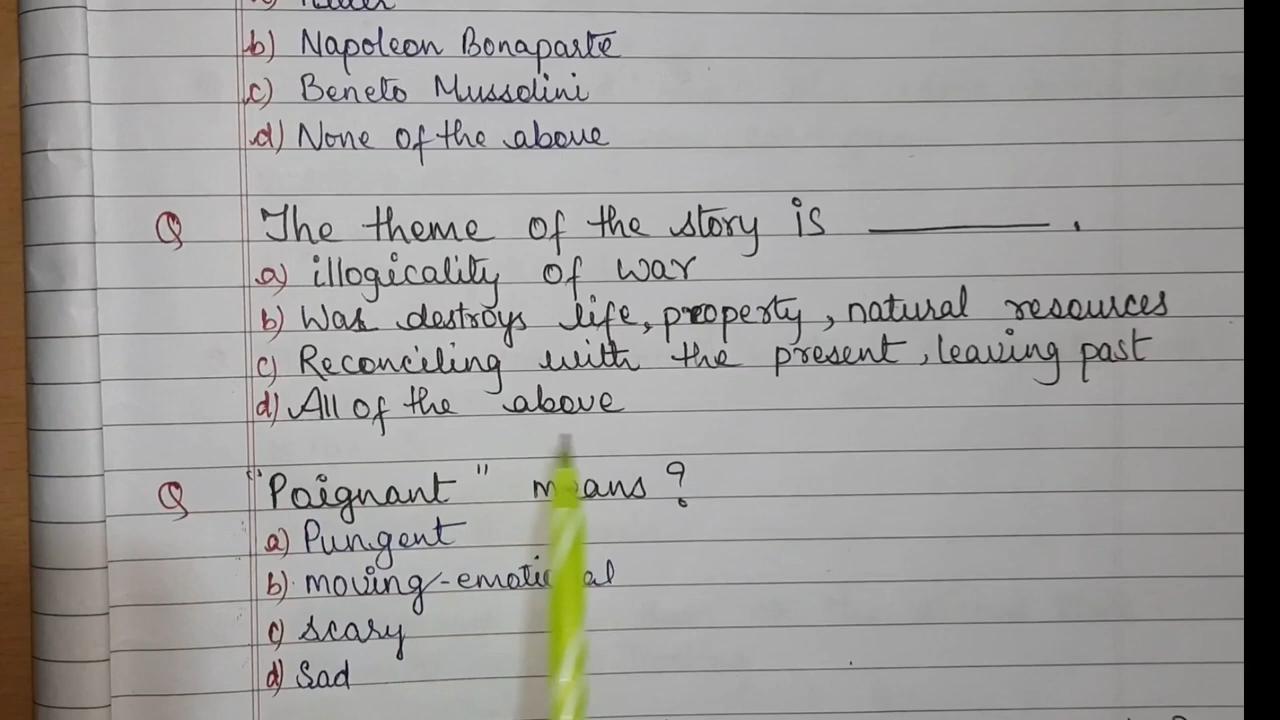 b) Napoleon Bonaparte
c) Beneto Mussolini
d) None of the above
Q The theme of the story is ———.
a) illogicality of war
b) War destroys life, property, natural resources
c) Reconciling with the present, leaving past
d) All of the above
Q "Poignant" means?
a) Pungent
b) moving-emotional
c) Scary
d) Sad